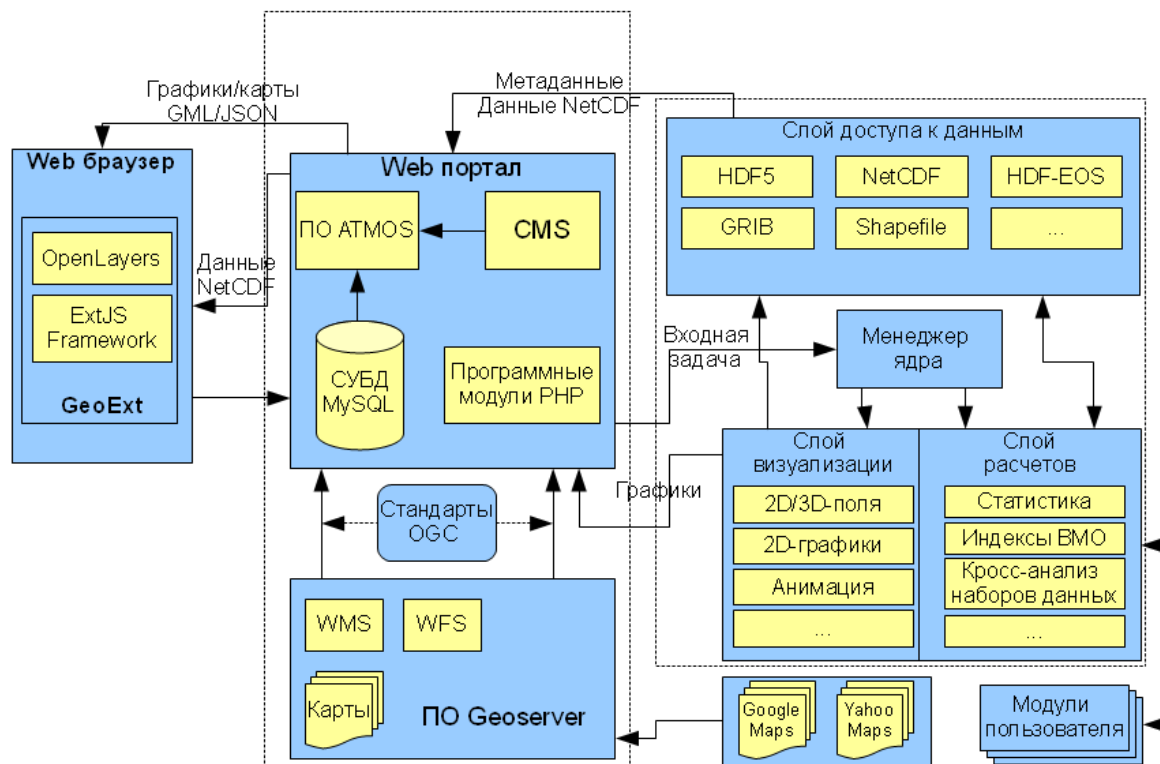 Графики/карты
GML/JSON
Метаданные
Данные NetCDF
Web браузер
OpenLayers
ExtJS
Framework
GeoExt
Данные
NetCDF
Web портал
ПО ATMOS
CMS
СУБД
MySQL
Программные
модули PHP
Слой доступа к данным
HDF5
NetCDF
HDF-EOS
GRIB
Shapefile
...
Входная
задача
Менеджер
ядра
Слой
визуализации
2D/3D-поля
2D-графики
Анимация
...
Слой
расчетов
Статистика
Индексы ВМО
Кросс-анализ
наборов данных
...
Графики
Стандарты
OGC
WMS
WFS
Карты
ПО Geoserver
Google
Maps
Yahoo
Maps
Модули
пользователя